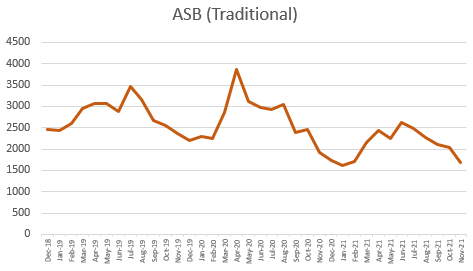 ASB (Traditional)
4500
4000
3500
3000
2500
2000
1500
1000
500
0
Dec-18
Jan-19
Feb-19
Mar-19
Apr-19
May-19
Jun-19
Jul-19
Aug-19
Sep-19
Oct-19
Nov-19
Dec-19
Jan-20
Feb-20
Mar-20
Apr-20
May-20
Jun-20
Jul-20
Aug-20
Sep-20
Oct-20
Nov-20
Dec-20
Jan-21
Feb-21
Mar-21
Apr-21
May-21
Jun-21
Jul-21
Aug-21
Sep-21
Oct-21
Nov-21